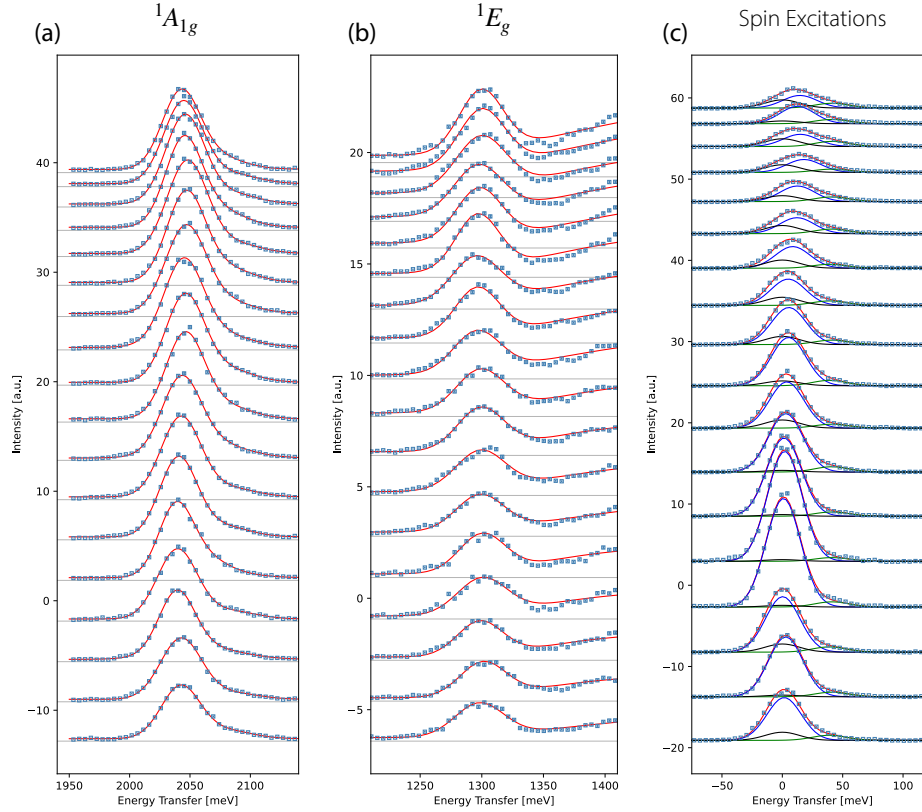 ¹A₁g
¹Eg
Spin Excitations
(a)
(b)
(c)
Intensity [a.u.]
40
30
20
10
0
−10
1950
2000
2050
2100
Energy Transfer [meV]
Intensity [a.u.]
20
15
10
5
0
−5
1250
1300
1350
1400
Energy Transfer [meV]
Intensity [a.u.]
60
50
40
30
20
10
0
−10
−20
−50
0
50
100
Energy Transfer [meV]